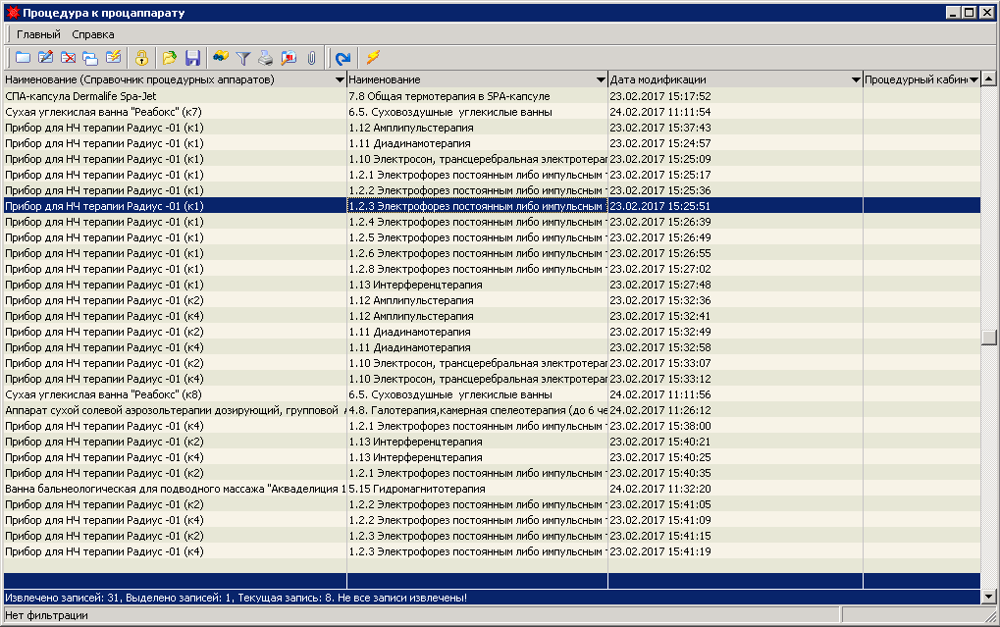 Процедура к процаппарату
Главный Справка
Наименование (Справочник процедурных аппаратов) Наименование Дата модификации Процедурный кабин
СПА-капсула Dermalife Spa-Jet 7.8 Общая термотерапия в SPA-капсуле 23.02.2017 15:17:52
Сухая углекислая ванна "Реабокс" (к7) 6.5. Суховоздушные углекислые ванны 24.02.2017 11:11:54
Прибор для НЧ терапии Радиус -01 (к1) 1.12 Амплипульстерапия 23.02.2017 15:37:43
Прибор для НЧ терапии Радиус -01 (к1) 1.11 Диадинамотерапия 23.02.2017 15:24:57
Прибор для НЧ терапии Радиус -01 (к1) 1.10 Электросон, трансцеребральная электротерап 23.02.2017 15:25:09
Прибор для НЧ терапии Радиус -01 (к1) 1.2.1 Электрофорез постоянным либо импульсным т 23.02.2017 15:25:17
Прибор для НЧ терапии Радиус -01 (к1) 1.2.2 Электрофорез постоянным либо импульсным т 23.02.2017 15:25:36
Прибор для НЧ терапии Радиус -01 (к1) 1.2.3 Электрофорез постоянным либо импульсным т 23.02.2017 15:25:51
Прибор для НЧ терапии Радиус -01 (к1) 1.2.4 Электрофорез постоянным либо импульсным т 23.02.2017 15:26:39
Прибор для НЧ терапии Радиус -01 (к1) 1.2.5 Электрофорез постоянным либо импульсным т 23.02.2017 15:26:49
Прибор для НЧ терапии Радиус -01 (к1) 1.2.6 Электрофорез постоянным либо импульсным т 23.02.2017 15:26:55
Прибор для НЧ терапии Радиус -01 (к1) 1.2.8 Электрофорез постоянным либо импульсным т 23.02.2017 15:27:02
Прибор для НЧ терапии Радиус -01 (к1) 1.13 Интерференцтерапия 23.02.2017 15:27:48
Прибор для НЧ терапии Радиус -01 (к2) 1.12 Амплипульстерапия 23.02.2017 15:32:36
Прибор для НЧ терапии Радиус -01 (к4) 1.12 Амплипульстерапия 23.02.2017 15:32:41
Прибор для НЧ терапии Радиус -01 (к2) 1.11 Диадинамотерапия 23.02.2017 15:32:49
Прибор для НЧ терапии Радиус -01 (к4) 1.11 Диадинамотерапия 23.02.2017 15:32:58
Прибор для НЧ терапии Радиус -01 (к2) 1.10 Электросон, трансцеребральная электротерап 23.02.2017 15:33:07
Прибор для НЧ терапии Радиус -01 (к4) 1.10 Электросон, трансцеребральная электротерап 23.02.2017 15:33:12
Сухая углекислая ванна "Реабокс" (к8) 6.5. Суховоздушные углекислые ванны 24.02.2017 11:11:56
Аппарат сухой солевой аэрозольтерапии дозирующий, групповой А 4.8. Галотерапия,камерная спелеотерапия (до 6 че 24.02.2017 11:26:12
Прибор для НЧ терапии Радиус -01 (к4) 1.2.1 Электрофорез постоянным либо импульсным т 23.02.2017 15:38:00
Прибор для НЧ терапии Радиус -01 (к2) 1.13 Интерференцтерапия 23.02.2017 15:40:21
Прибор для НЧ терапии Радиус -01 (к4) 1.13 Интерференцтерапия 23.02.2017 15:40:25
Прибор для НЧ терапии Радиус -01 (к2) 1.2.1 Электрофорез постоянным либо импульсным т 23.02.2017 15:40:35
Ванна бальнеологическая для подводного массажа "Акваделиция 1 5.15 Гидромагнитотерапия 24.02.2017 11:32:20
Прибор для НЧ терапии Радиус -01 (к2) 1.2.2 Электрофорез постоянным либо импульсным т 23.02.2017 15:41:05
Прибор для НЧ терапии Радиус -01 (к4) 1.2.2 Электрофорез постоянным либо импульсным т 23.02.2017 15:41:09
Прибор для НЧ терапии Радиус -01 (к2) 1.2.3 Электрофорез постоянным либо импульсным т 23.02.2017 15:41:15
Прибор для НЧ терапии Радиус -01 (к4) 1.2.3 Электрофорез постоянным либо импульсным т 23.02.2017 15:41:19
Извлечено записей: 31, Выделено записей: 1, Текущая запись: 8. Не все записи извлечены!
Нет фильтрации